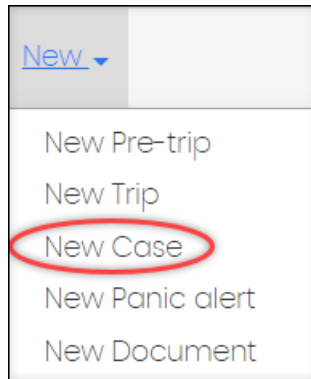 New
New Pre-trip
New Trip
New Case
New Panic alert
New Document